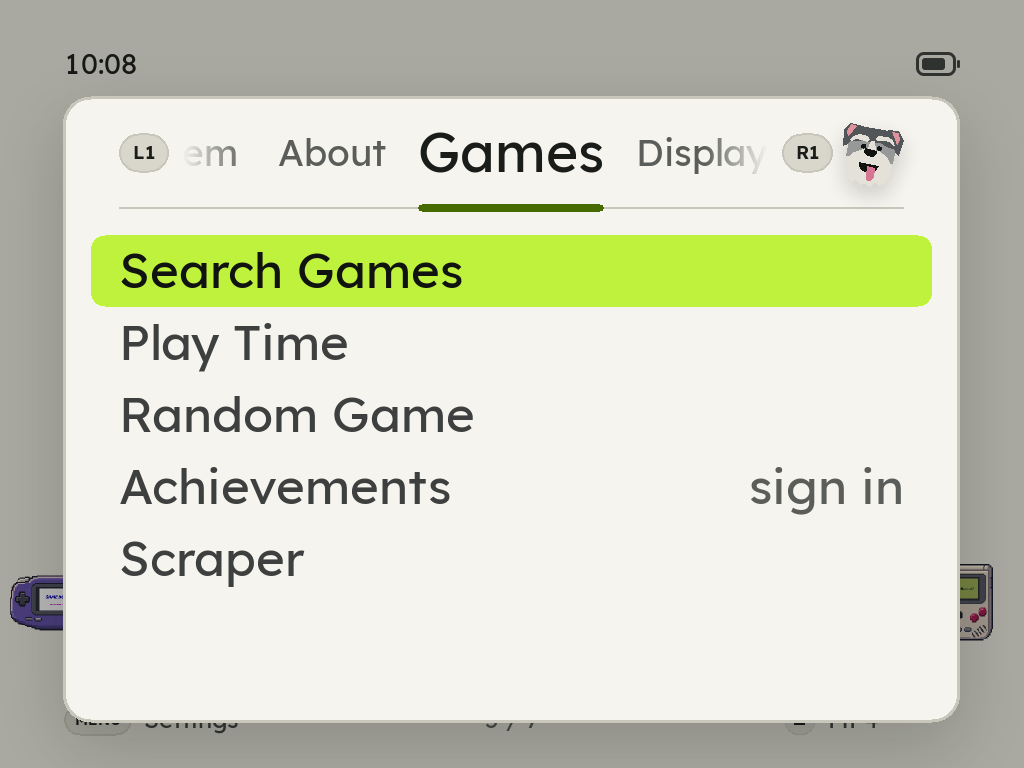 10:08
L1 em About Games Display R1
Search Games
Play Time
Random Game
Achievements sign in
Scraper
MENU Settings